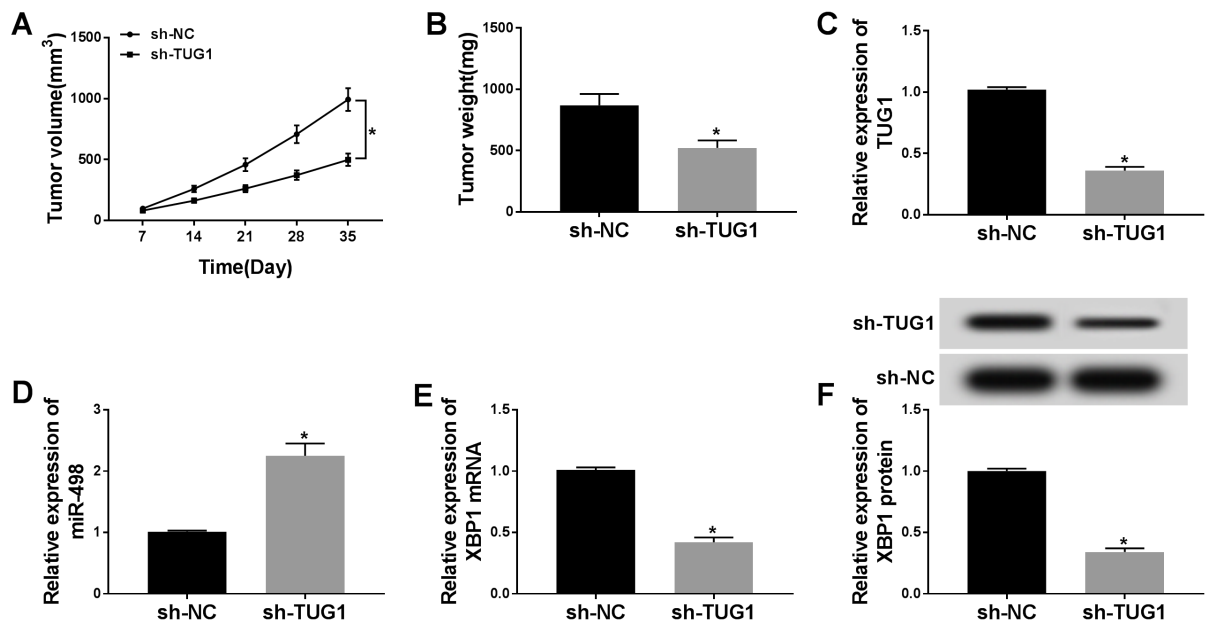 A
Tumor volume(mm3)
1500
1000
500
0
sh-NC
sh-TUG1
*
7 14 21 28 35
Time(Day)
B
Tumor weight(mg)
1500
1000
500
0
*
sh-NC sh-TUG1
C
Relative expression of
TUG1
1.5
1.0
0.5
0.0
*
sh-NC sh-TUG1
D
Relative expression of
miR-498
3
2
1
0
*
sh-NC sh-TUG1
E
Relative expression of
XBP1 mRNA
1.5
1.0
0.5
0.0
*
sh-NC sh-TUG1
sh-TUG1
sh-NC
F
Relative expression of
XBP1 protein
1.5
1.0
0.5
0.0
*
sh-NC sh-TUG1